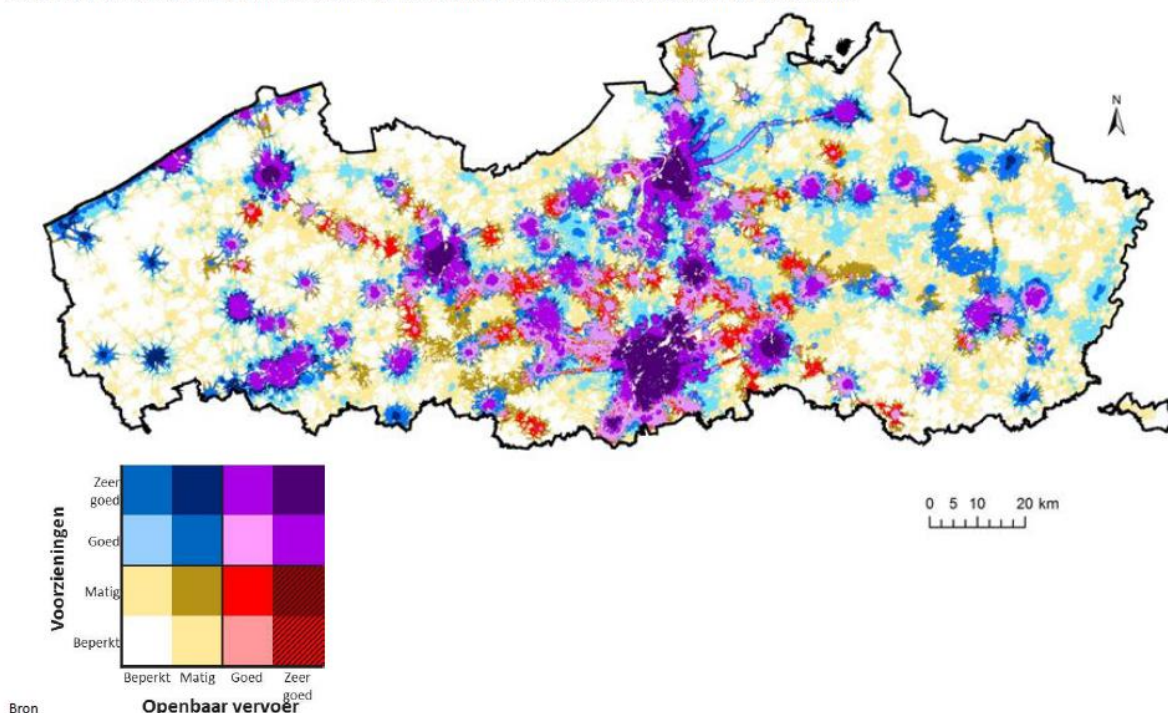 N
0 5 10 20 km
Voorzieningen
Zeer
goed
Goed
Matig
Beperkt
Beperkt Matig Goed Zeer
goed
Openbaar vervoer
Bron